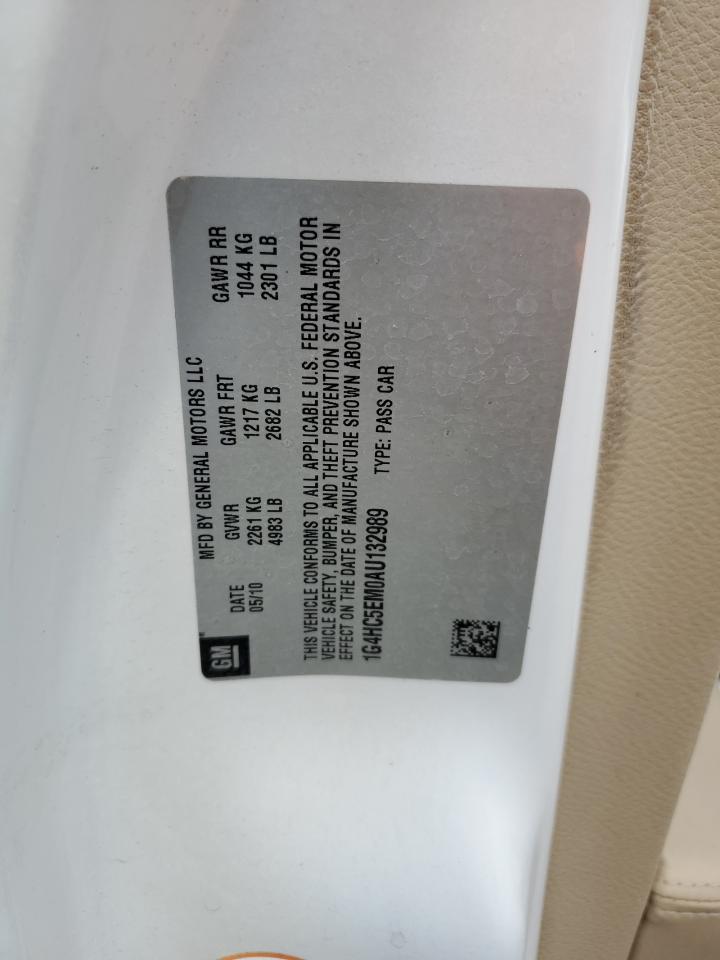 GM
MFD BY GENERAL MOTORS LLC
DATE GVWR GAWR FRT GAWR RR
05/10 2261 KG 1217 KG 1044 KG
4983 LB 2682 LB 2301 LB
THIS VEHICLE CONFORMS TO ALL APPLICABLE U.S. FEDERAL MOTOR
VEHICLE SAFETY, BUMPER, AND THEFT PREVENTION STANDARDS IN
EFFECT ON THE DATE OF MANUFACTURE SHOWN ABOVE.
1G4HC5EM0AU132989 TYPE: PASS CAR